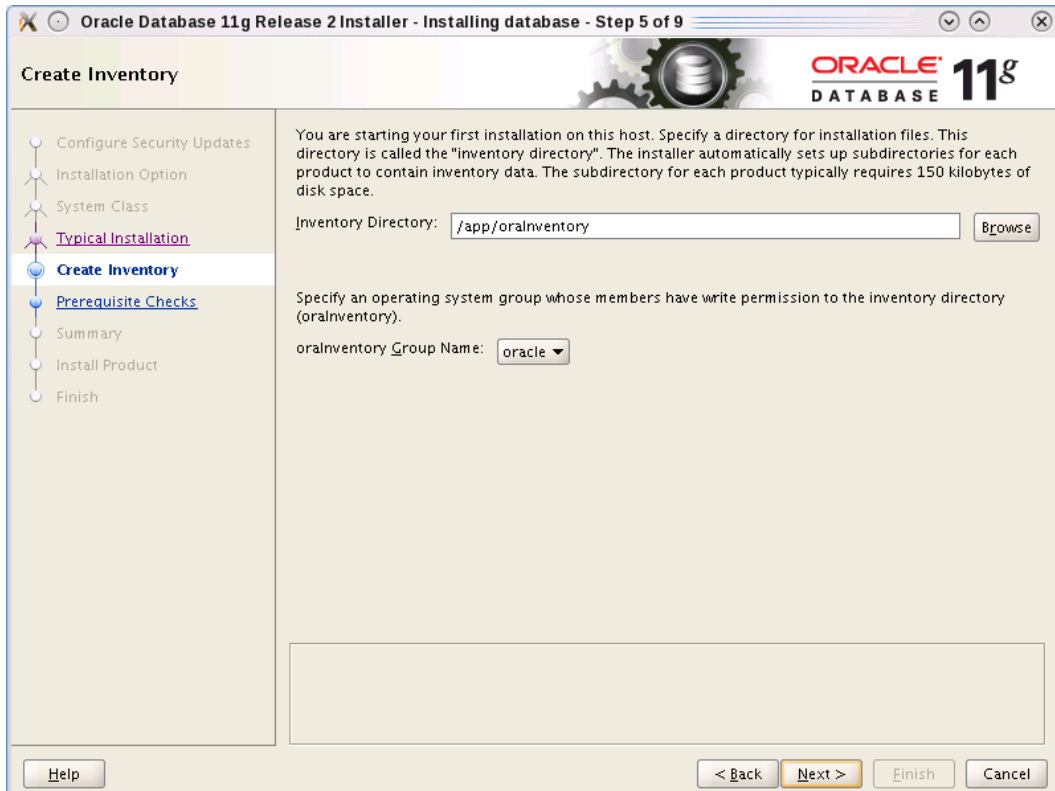 Oracle Database 11g Release 2 Installer - Installing database - Step 5 of 9
Create Inventory
ORACLE
DATABASE
11g
Configure Security Updates
Installation Option
System Class
Typical Installation
Create Inventory
Prerequisite Checks
Summary
Install Product
Finish
You are starting your first installation on this host. Specify a directory for installation files. This
directory is called the "inventory directory". The installer automatically sets up subdirectories for each
product to contain inventory data. The subdirectory for each product typically requires 150 kilobytes of
disk space.
Inventory Directory: /app/oraInventory Browse
Specify an operating system group whose members have write permission to the inventory directory
(oraInventory).
oraInventory Group Name: oracle
Help < Back Next > Finish Cancel